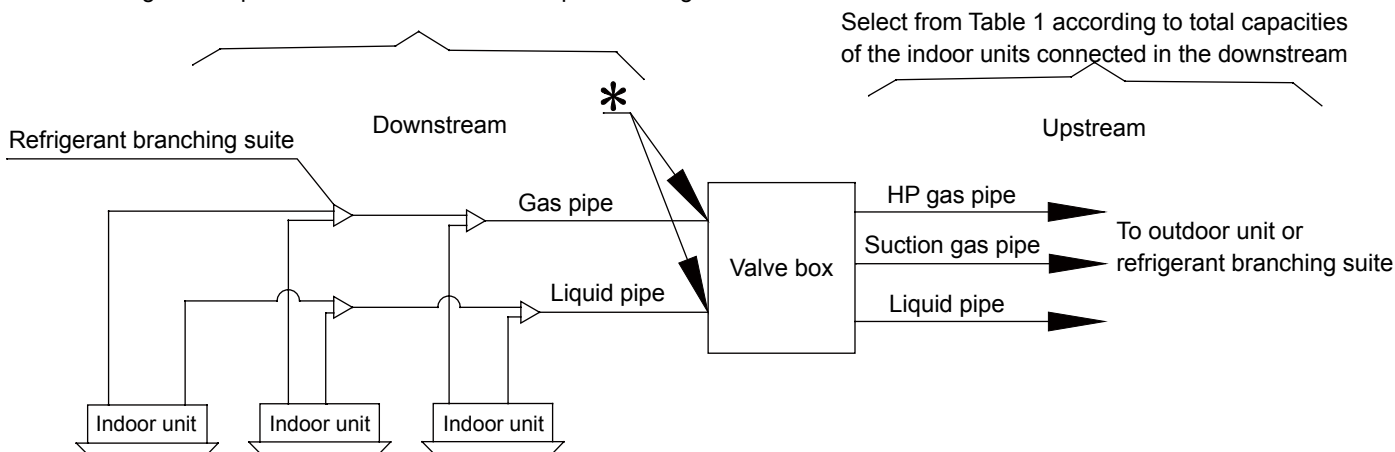 Select from Table 1 according to total capacities
of the indoor units connected in the downstream
*
Downstream
Upstream
Refrigerant branching suite
Gas pipe
HP gas pipe
Suction gas pipe
To outdoor unit or
refrigerant branching suite
Valve box
Liquid pipe
Liquid pipe
Indoor unit
Indoor unit
Indoor unit